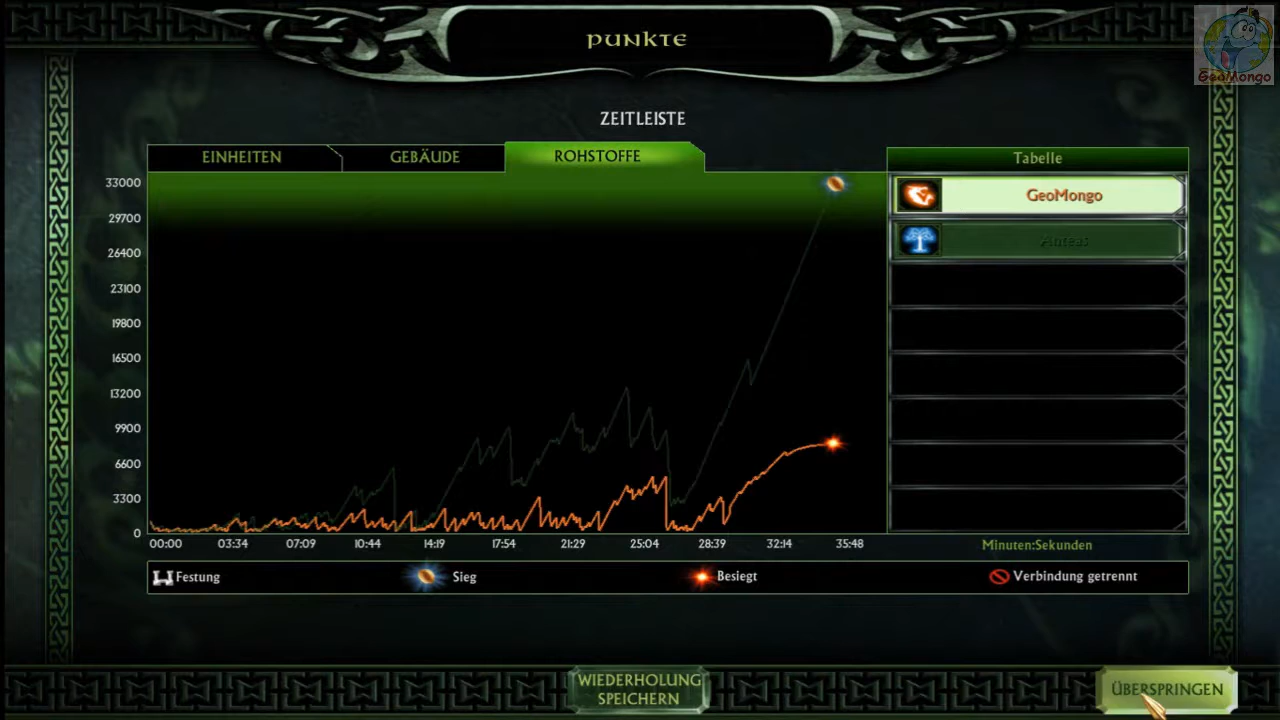 PUNKTE
GeoMongo
ZEITLEISTE
EINHEITEN
GEBÄUDE
ROHSTOFFE
Tabelle
33000
GeoMongo
29700
Anteas
26400
23100
19800
16500
13200
9900
6600
3300
0
00:00 03:34 07:09 10:44 14:19 17:54 21:29 25:04 28:39 32:14 35:48
Minuten:Sekunden
Festung Sieg Besiegt Verbindung getrennt
WIEDERHOLUNG
SPEICHERN
ÜBERSPRINGEN